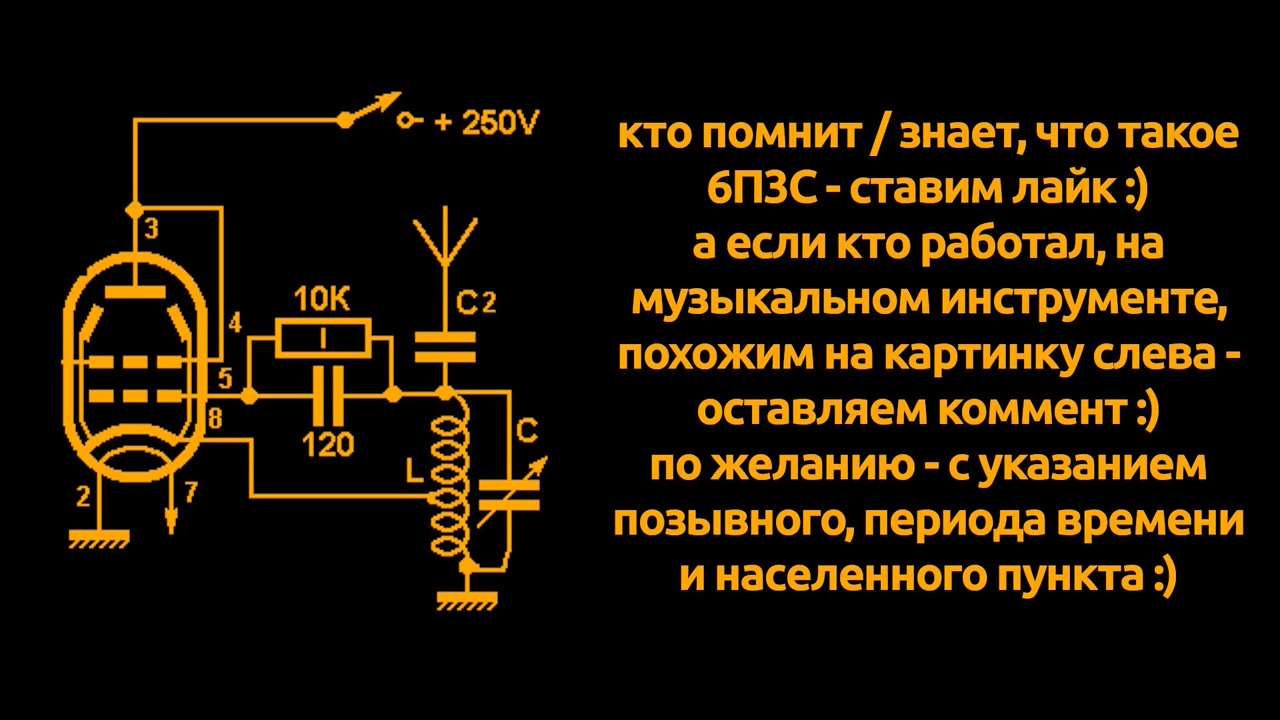 + 250V
3
4
10K
C2
5
8
120
C
L
2
7
кто помнит / знает, что такое
6П3С - ставим лайк :)
а если кто работал, на
музыкальном инструменте,
похожим на картинку слева -
оставляем коммент :)
по желанию - с указанием
позывного, периода времени
и населенного пункта :)